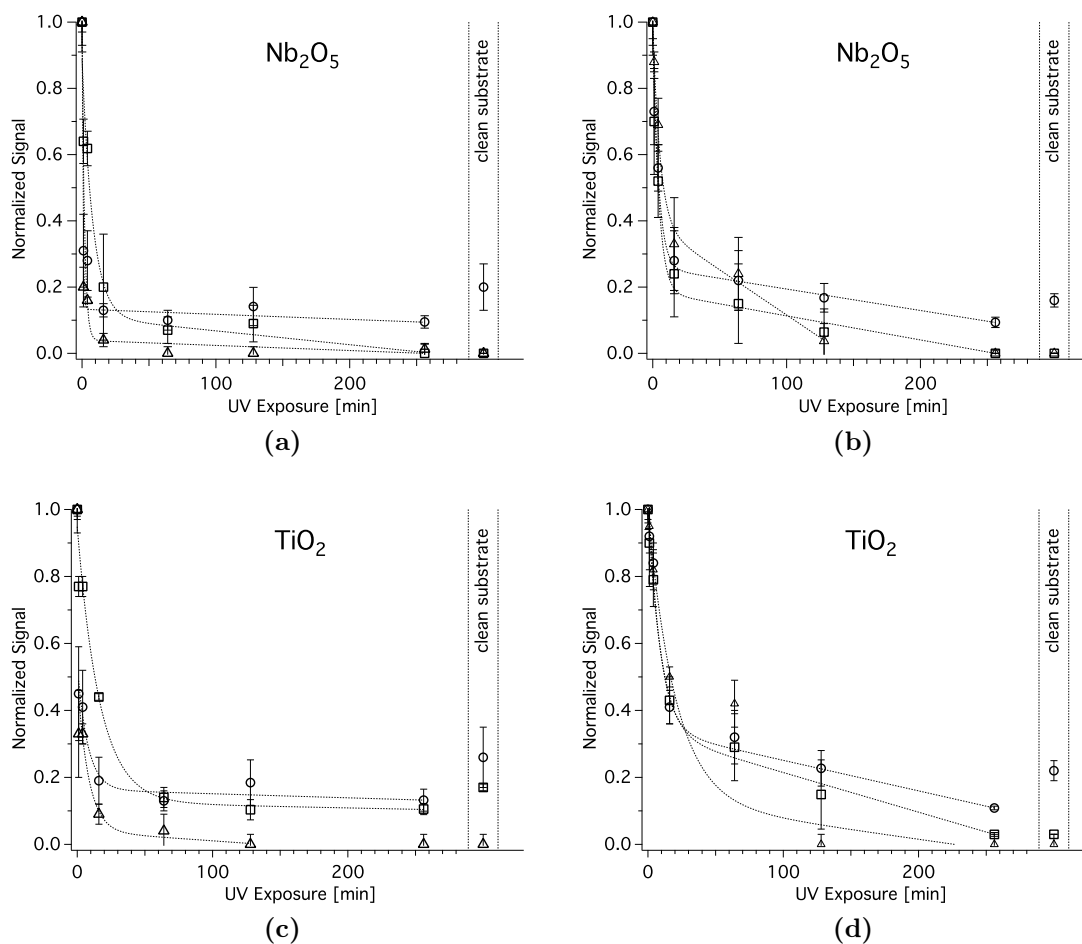 Nb₂O₅
Normalized Signal
1.0
0.8
0.6
0.4
0.2
0.0
0
100
200
UV Exposure [min]
clean substrate
(a)
Nb₂O₅
Normalized Signal
1.0
0.8
0.6
0.4
0.2
0.0
0
100
200
UV Exposure [min]
clean substrate
(b)
TiO₂
Normalized Signal
1.0
0.8
0.6
0.4
0.2
0.0
0
100
200
UV Exposure [min]
clean substrate
(c)
TiO₂
Normalized Signal
1.0
0.8
0.6
0.4
0.2
0.0
0
100
200
UV Exposure [min]
clean substrate
(d)